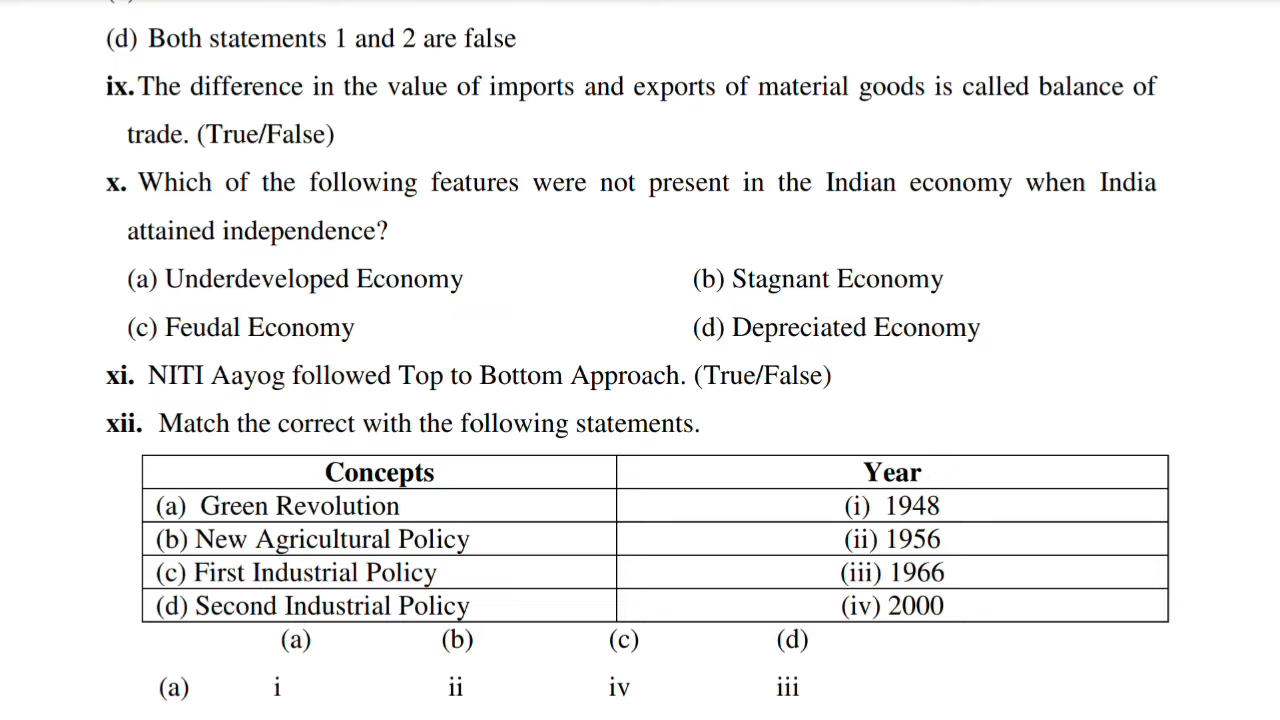 (d) Both statements 1 and 2 are false
ix. The difference in the value of imports and exports of material goods is called balance of
trade. (True/False)
x. Which of the following features were not present in the Indian economy when India
attained independence?
(a) Underdeveloped Economy (b) Stagnant Economy
(c) Feudal Economy (d) Depreciated Economy
xi. NITI Aayog followed Top to Bottom Approach. (True/False)
xii. Match the correct with the following statements.
Concepts Year
(a) Green Revolution (i) 1948
(b) New Agricultural Policy (ii) 1956
(c) First Industrial Policy (iii) 1966
(d) Second Industrial Policy (iv) 2000
(a) (b) (c) (d)
(a) i ii iv iii